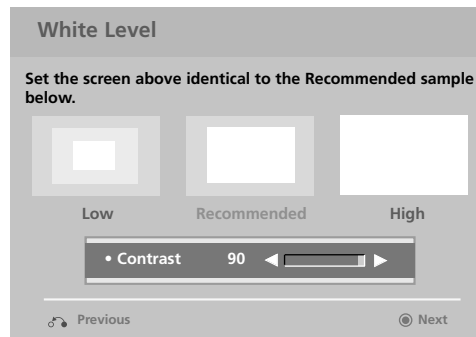 White Level
Set the screen above identical to the Recommended sample
below.
Low Recommended High
• Contrast 90
Previous Next